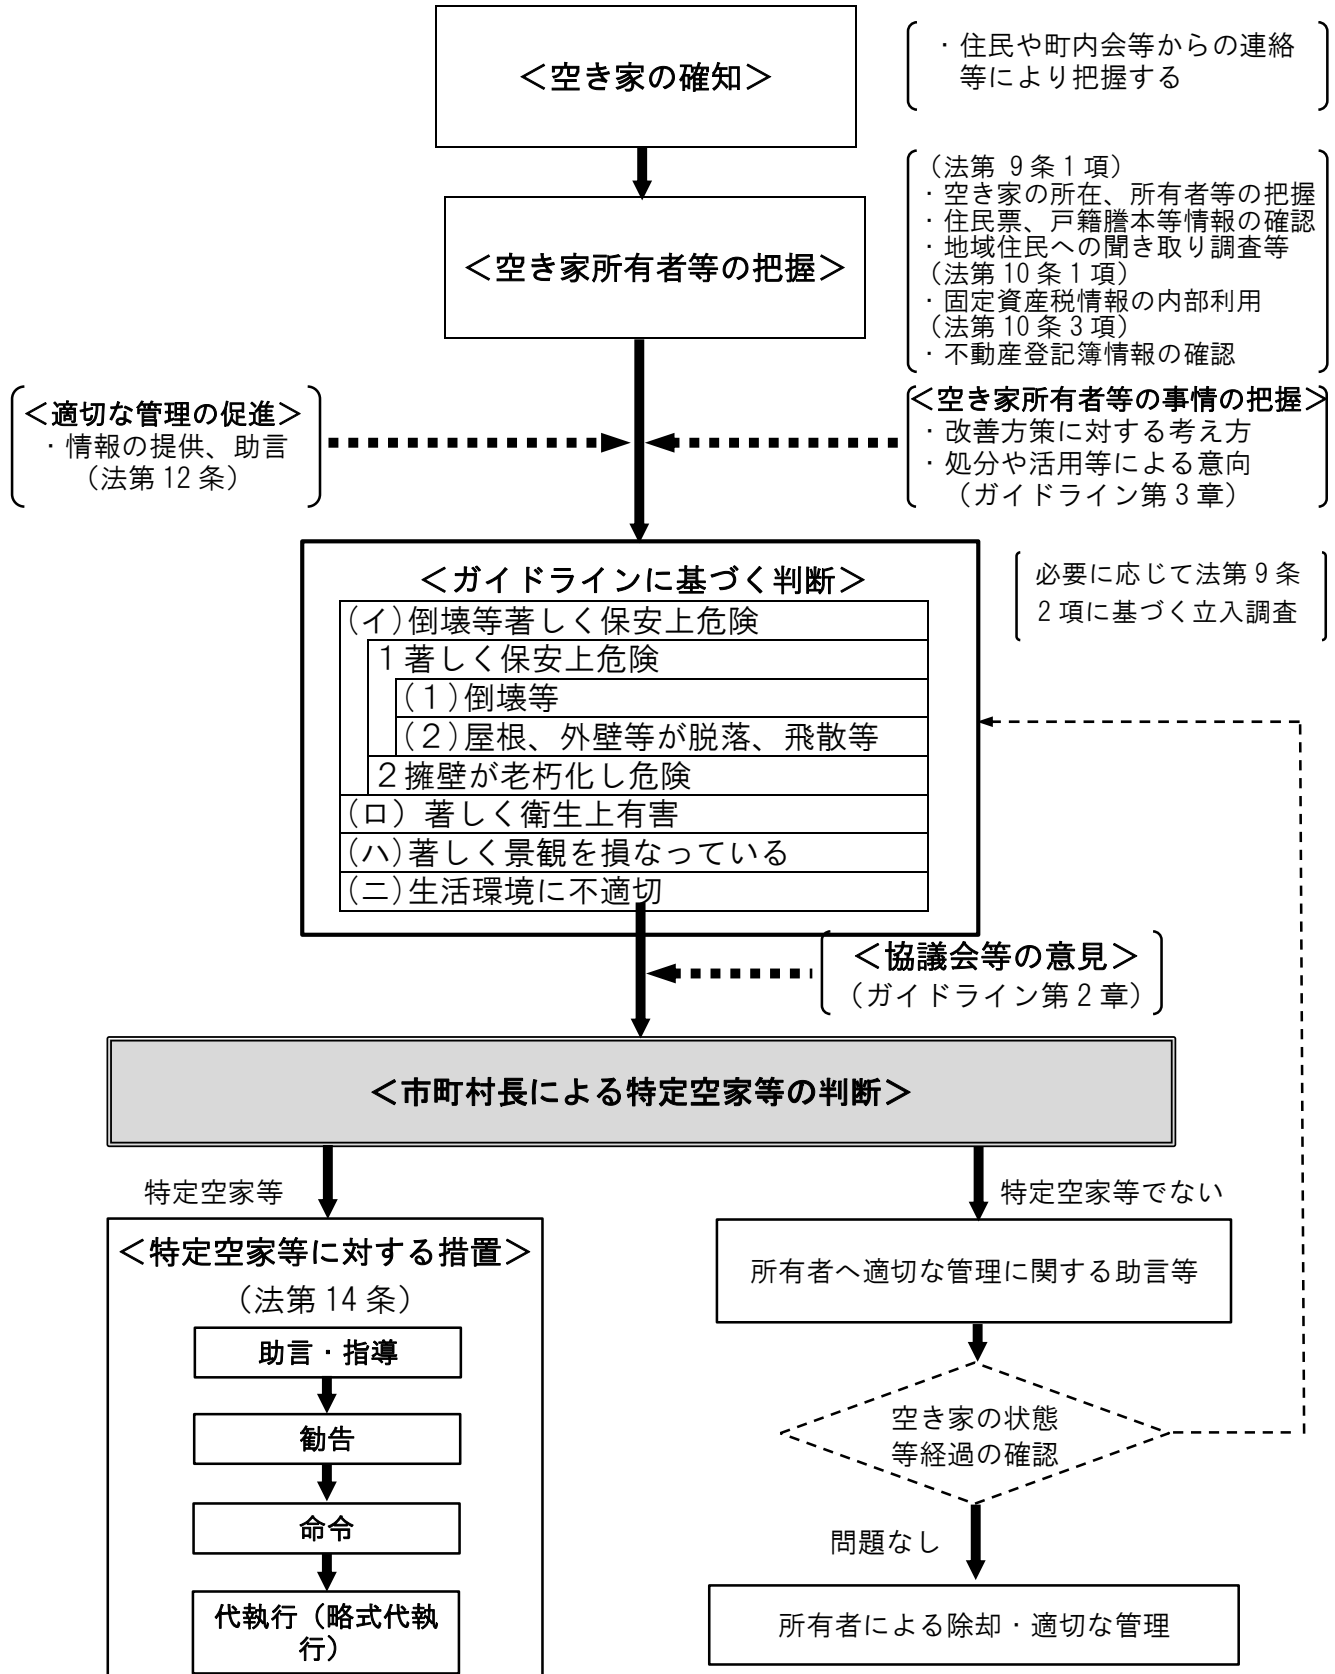 ＜空き家の確知＞
・住民や町内会等からの連絡
等により把握する
＜空き家所有者等の把握＞
（法第 9条1項）
・空き家の所在、所有者等の把握
・住民票、戸籍謄本等情報の確認
・地域住民への聞き取り調査等
（法第10条1項）
・固定資産税情報の内部利用
（法第10条3項）
・不動産登記簿情報の確認
＜適切な管理の促進＞
・情報の提供、助言
（法第12条）
＜空き家所有者等の事情の把握＞
・改善方策に対する考え方
・処分や活用等による意向
（ガイドライン第3章）
＜ガイドラインに基づく判断＞
(イ)倒壊等著しく保安上危険
1著しく保安上危険
(1)倒壊等
(2)屋根、外壁等が脱落、飛散等
2擁壁が老朽化し危険
(ロ) 著しく衛生上有害
(ハ)著しく景観を損なっている
(ニ)生活環境に不適切
必要に応じて法第9条
2項に基づく立入調査
＜協議会等の意見＞
（ガイドライン第2章）
＜市町村長による特定空家等の判断＞
特定空家等
特定空家等でない
＜特定空家等に対する措置＞
（法第14条）
助言・指導
勧告
命令
代執行（略式代執
行）
所有者へ適切な管理に関する助言等
空き家の状態
等経過の確認
問題なし
所有者による除却・適切な管理